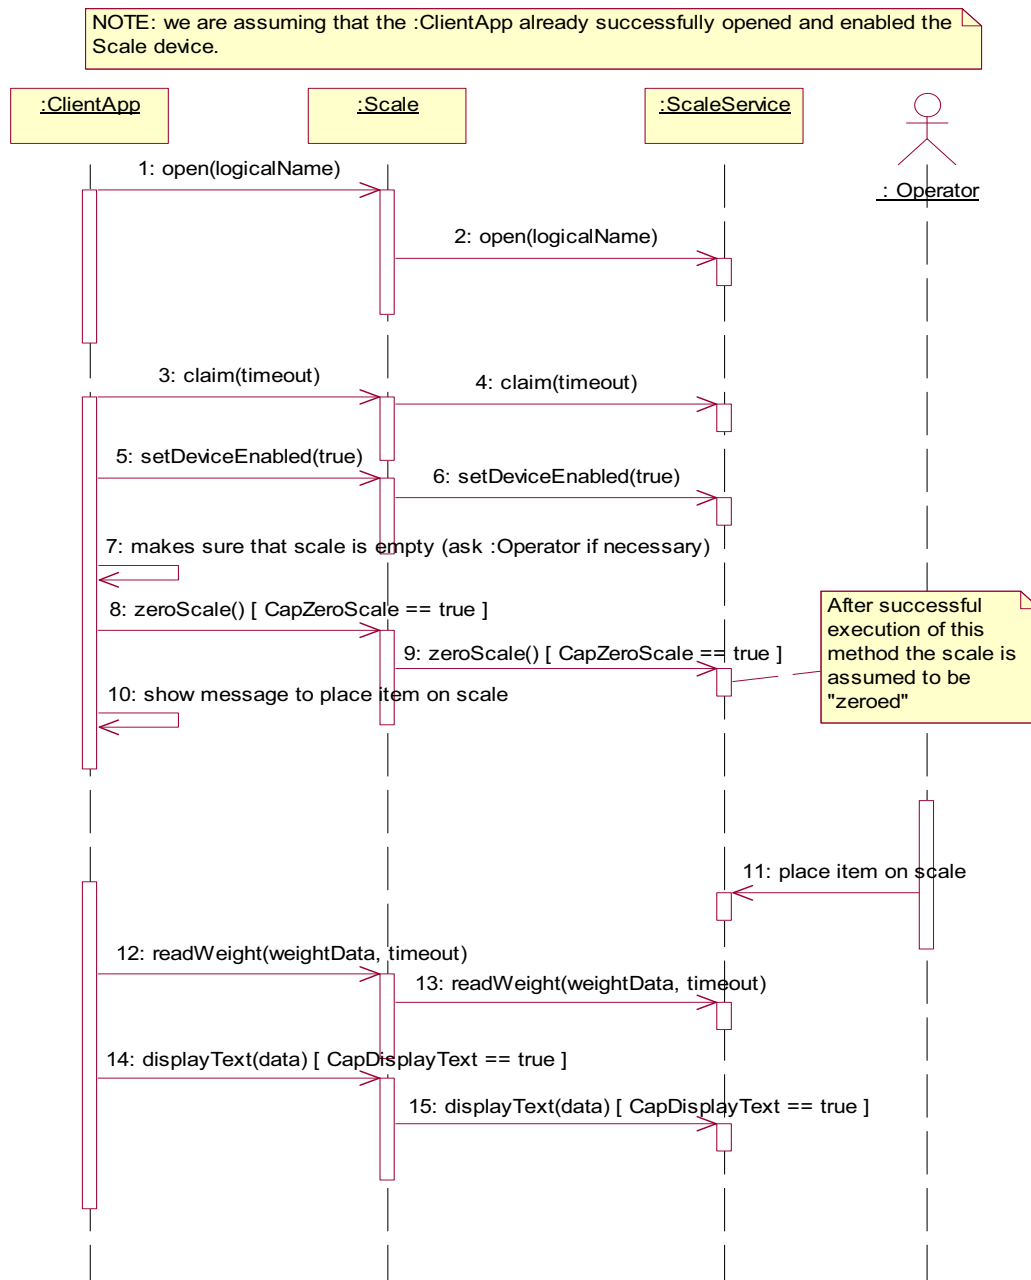 NOTE: we are assuming that the :ClientApp already successfully opened and enabled the
Scale device.
:ClientApp
:Scale
:ScaleService
: Operator
1: open(logicalName)
2: open(logicalName)
3: claim(timeout)
4: claim(timeout)
5: setDeviceEnabled(true)
6: setDeviceEnabled(true)
7: makes sure that scale is empty (ask :Operator if necessary)
8: zeroScale() [ CapZeroScale == true ]
9: zeroScale() [ CapZeroScale == true ]
After successful
execution of this
method the scale is
assumed to be
"zeroed"
10: show message to place item on scale
11: place item on scale
12: readWeight(weightData, timeout)
13: readWeight(weightData, timeout)
14: displayText(data) [ CapDisplayText == true ]
15: displayText(data) [ CapDisplayText == true ]